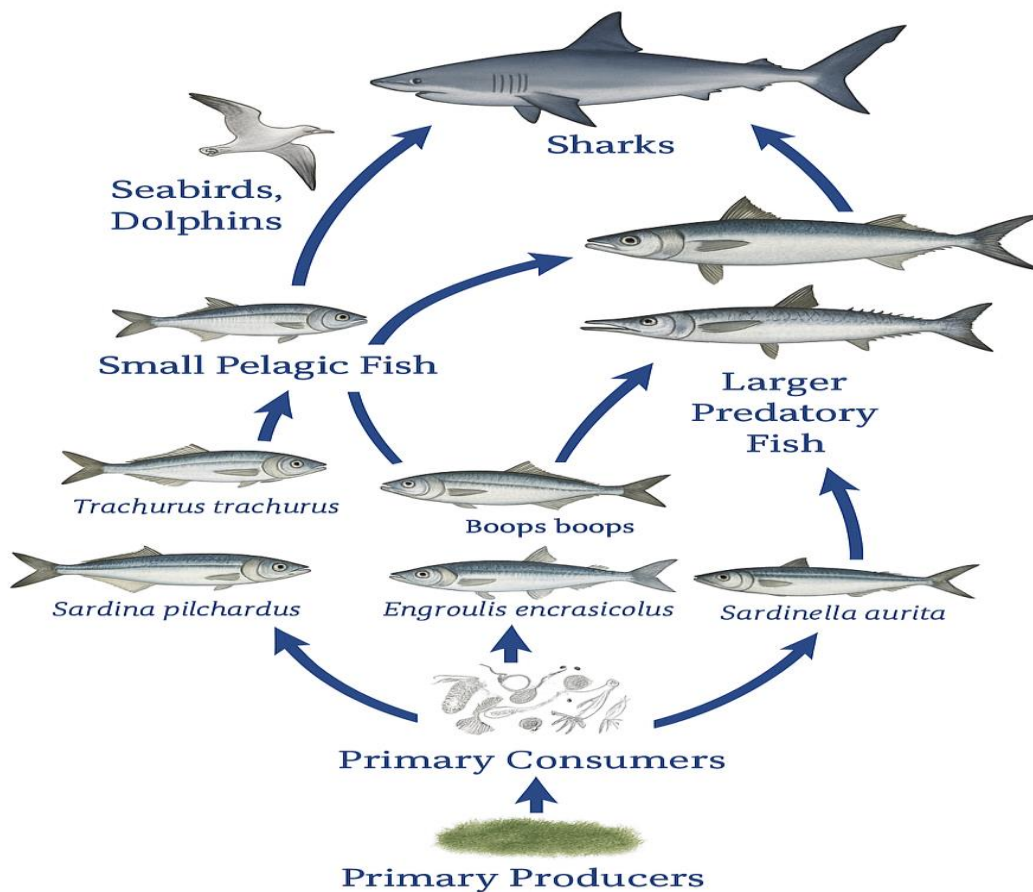 Sharks
Seabirds,
Dolphins
Small Pelagic Fish
Larger
Predatory
Fish
Trachurus trachurus
Boops boops
Sardina pilchardus
Engroulis encrasicolus
Sardinella aurita
Primary Consumers
Primary Producers